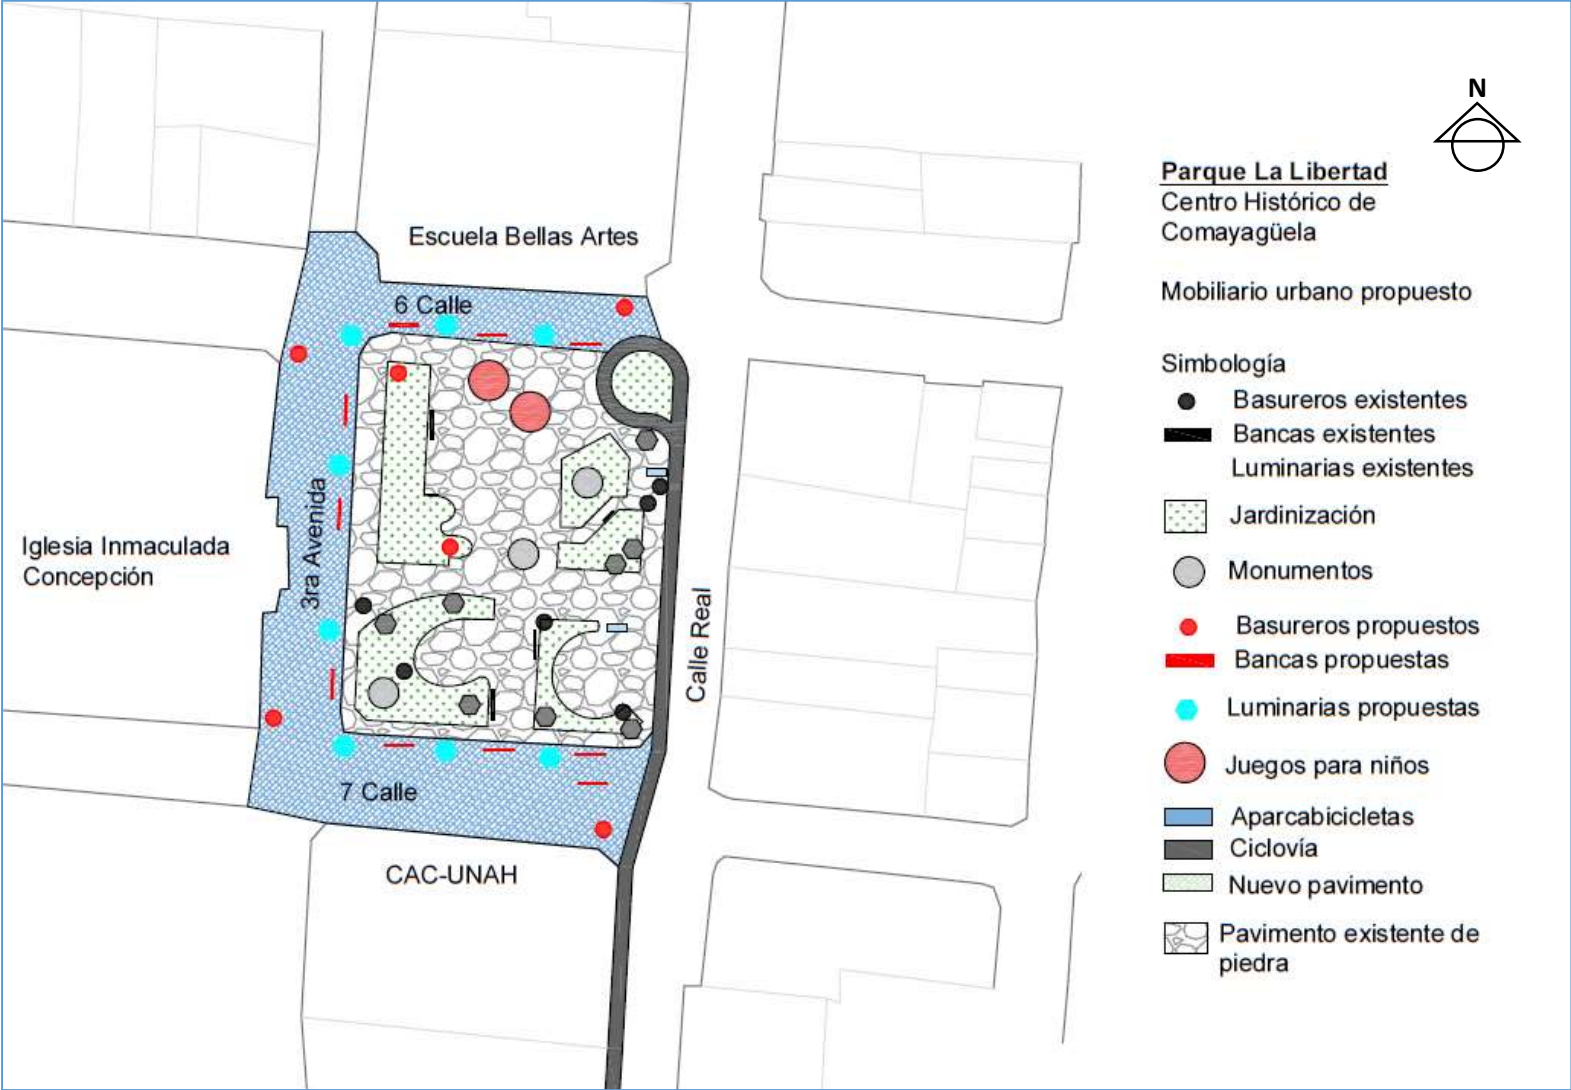 N
Parque La Libertad
Centro Histórico de
Comayagüela
Mobiliario urbano propuesto
Simbología
Basureros existentes
Bancas existentes
Luminarias existentes
Jardinización
Monumentos
Basureros propuestos
Bancas propuestas
Luminarias propuestas
Juegos para niños
Aparcabicicletas
Ciclovía
Nuevo pavimento
Pavimento existente de
piedra
Escuela Bellas Artes
6 Calle
3ra Avenida
Iglesia Inmaculada
Concepción
Calle Real
7 Calle
CAC-UNAH